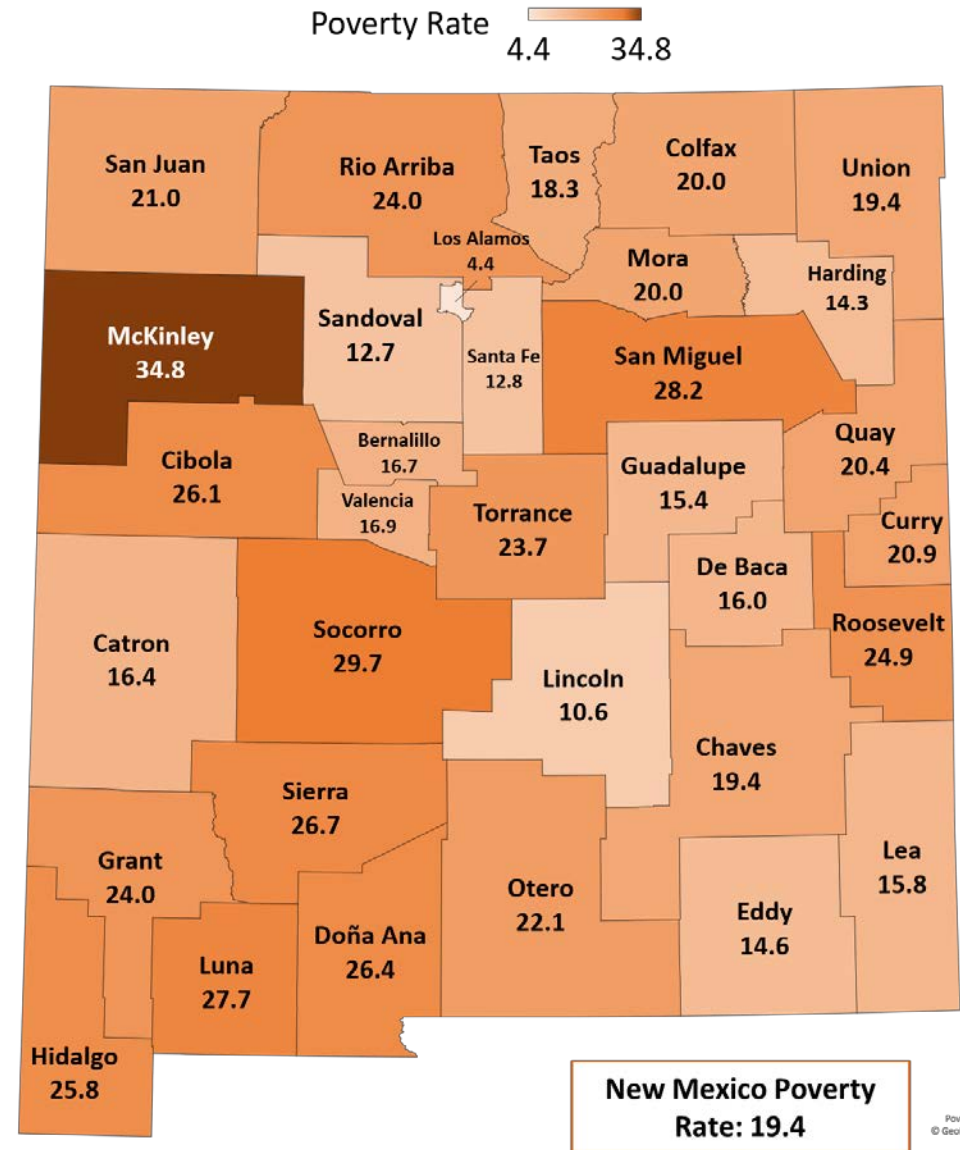 Poverty Rate
4.4 34.8
San Juan
21.0
Rio Arriba
24.0
Taos
18.3
Colfax
20.0
Union
19.4
Los Alamos
4.4
Mora
20.0
Harding
14.3
McKinley
34.8
Sandoval
12.7
Santa Fe
12.8
San Miguel
28.2
Cibola
26.1
Bernalillo
16.7
Valencia
16.9
Torrance
23.7
Guadalupe
15.4
Quay
20.4
Curry
20.9
De Baca
16.0
Roosevelt
24.9
Catron
16.4
Socorro
29.7
Lincoln
10.6
Chaves
19.4
Sierra
26.7
Grant
24.0
Otero
22.1
Lea
15.8
Eddy
14.6
Doña Ana
26.4
Luna
27.7
Hidalgo
25.8
New Mexico Poverty
Rate: 19.4
Pov
© Geo